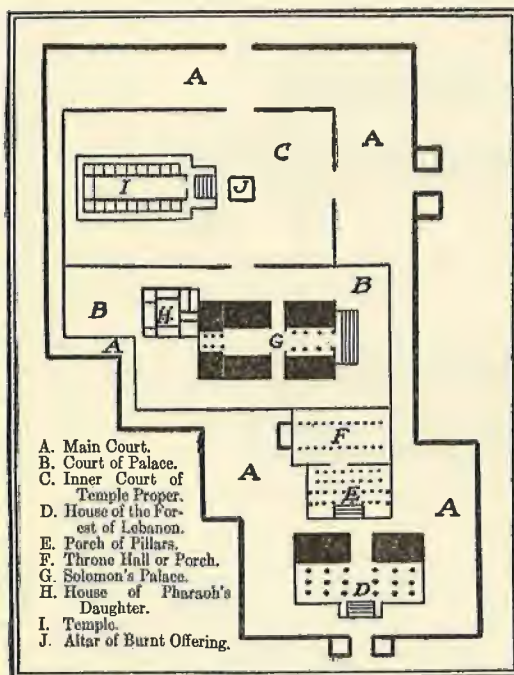 A
A
C
I
J
B
B
H.
G
A
F
A
E
A
D
A. Main Court.
B. Court of Palace.
C. Inner Court of
Temple Proper.
D. House of the For-
est of Lebanon.
E. Porch of Pillars.
F. Throne Hall or Porch.
G. Solomon's Palace.
H. House of Pharaoh's
Daughter.
I. Temple.
J. Altar of Burnt Offering.